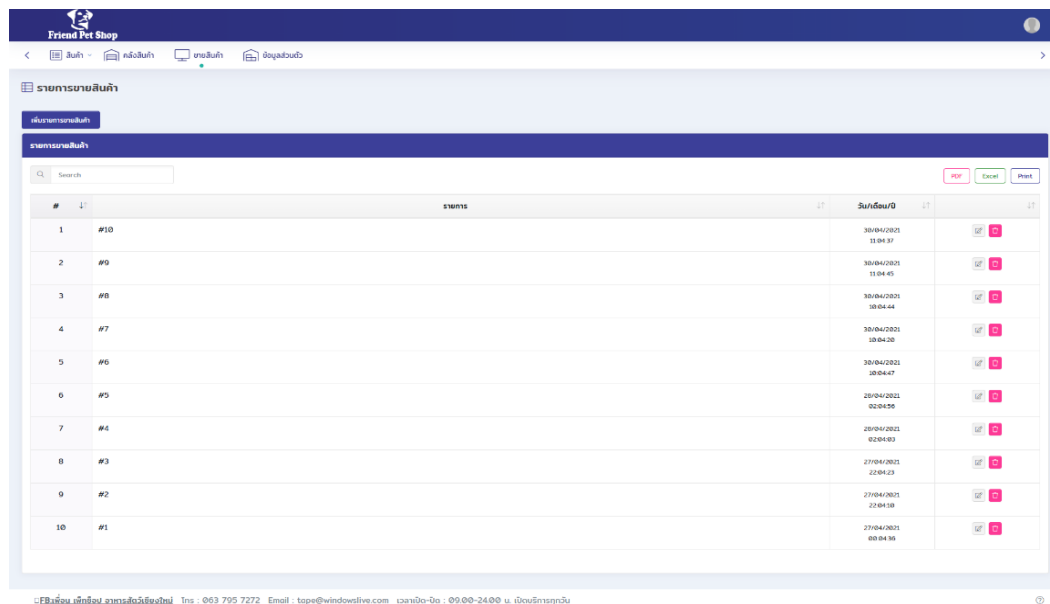 Friend Pet Shop
สินค้า คลังสินค้า ขายสินค้า ข้อมูลส่วนตัว
รายการขายสินค้า
เพิ่มรายการขายสินค้า
รายการขายสินค้า
Search PDF Excel Print
# รายการ วัน/เดือน/ปี
1 #10 30/04/2021
11:04:37
2 #9 30/04/2021
11:04:45
3 #8 30/04/2021
10:04:44
4 #7 30/04/2021
10:04:20
5 #6 30/04/2021
10:04:47
6 #5 28/04/2021
02:04:56
7 #4 28/04/2021
02:04:03
8 #3 27/04/2021
22:04:23
9 #2 27/04/2021
22:04:10
10 #1 27/04/2021
00:04:36
FB:เพื่อน เพ็ทช็อป อาหารสัตว์เชียงใหม่ โทร : 063 795 7272 Email : tape@windowslive.com เวลาเปิด-ปิด : 09.00-24.00 น. เปิดบริการทุกวัน